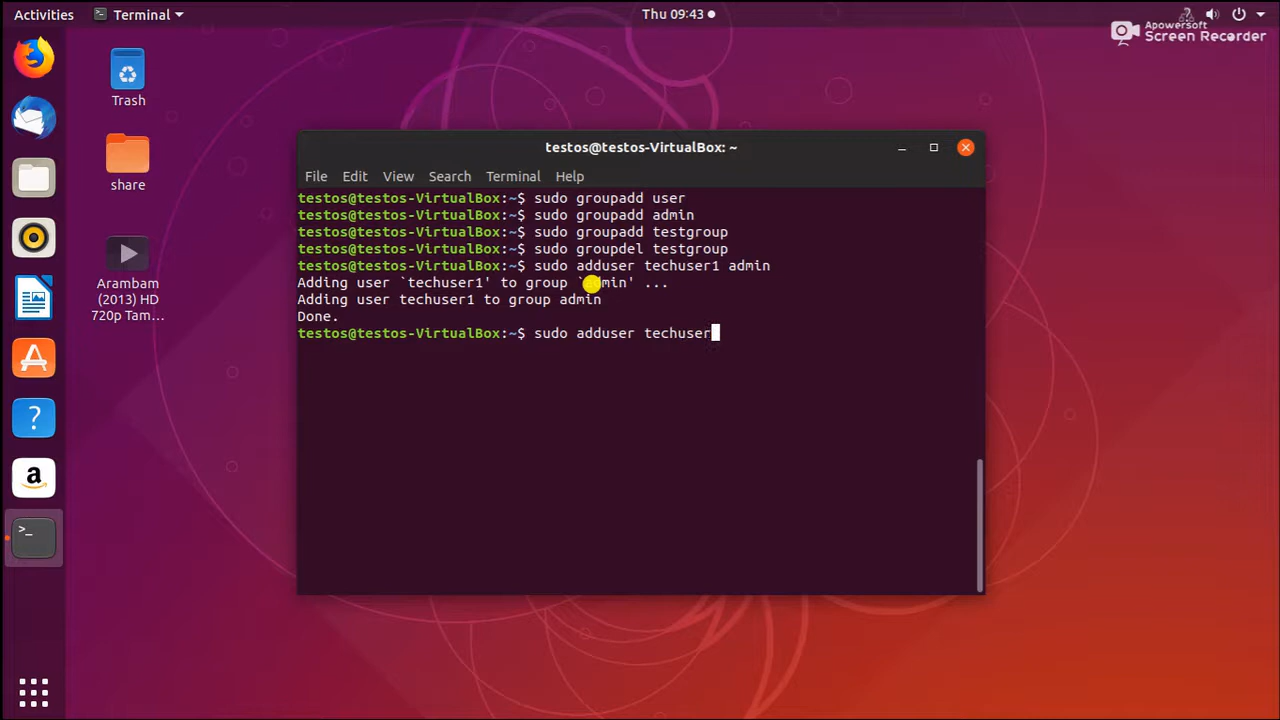 Activities
Terminal
Thu 09:43
Apowersoft
Screen Recorder
Trash
share
Arambam
(2013) HD
720p Tam...
testos@testos-VirtualBox: ~
File Edit View Search Terminal Help
testos@testos-VirtualBox:~$ sudo groupadd user
testos@testos-VirtualBox:~$ sudo groupadd admin
testos@testos-VirtualBox:~$ sudo groupadd testgroup
testos@testos-VirtualBox:~$ sudo groupdel testgroup
testos@testos-VirtualBox:~$ sudo adduser techuser1 admin
Adding user `techuser1' to group `admin' ...
Adding user techuser1 to group admin
Done.
testos@testos-VirtualBox:~$ sudo adduser techuser